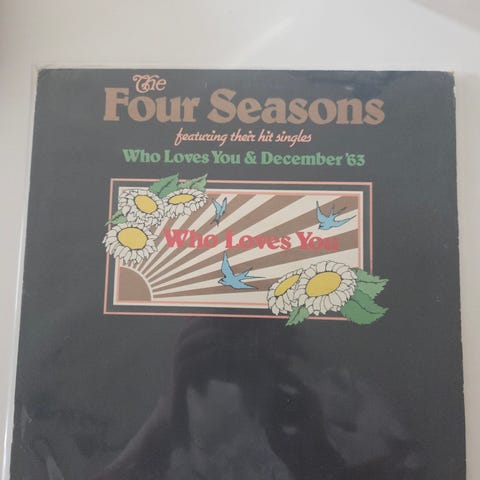 The
Four Seasons
featuring their hit singles
Who Loves You & December '63
Who Loves You